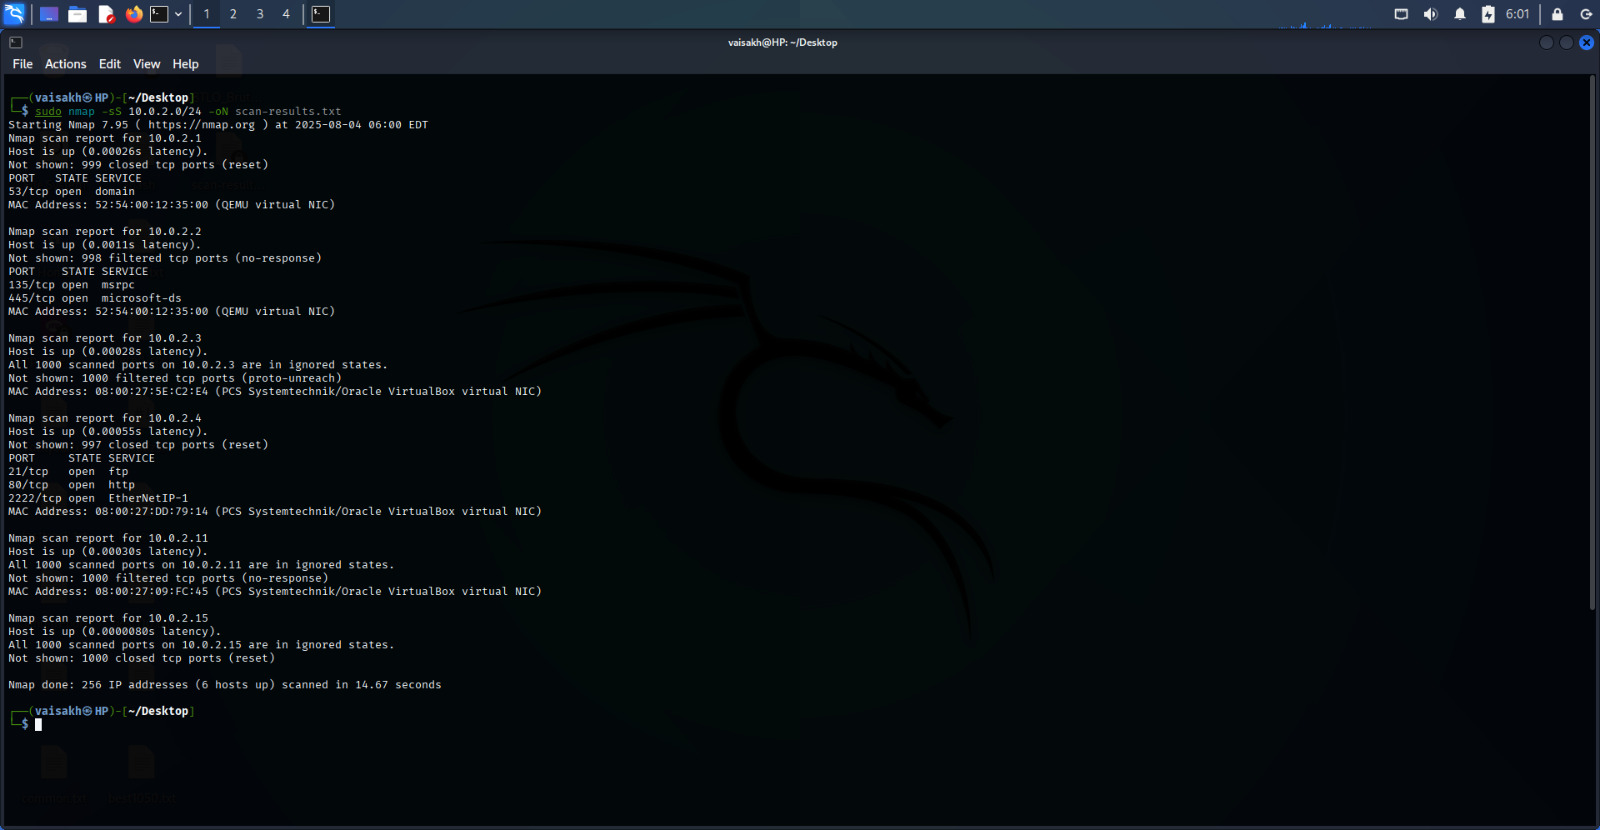 1 2 3 4
6:01
vaisakh@HP: ~/Desktop
File Actions Edit View Help
┌──(vaisakh㉿HP)-[~/Desktop]
└─$ sudo nmap -sS 10.0.2.0/24 -oN scan-results.txt
Starting Nmap 7.95 ( https://nmap.org ) at 2025-08-04 06:00 EDT
Nmap scan report for 10.0.2.1
Host is up (0.00026s latency).
Not shown: 999 closed tcp ports (reset)
PORT   STATE SERVICE
53/tcp open  domain
MAC Address: 52:54:00:12:35:00 (QEMU virtual NIC)
Nmap scan report for 10.0.2.2
Host is up (0.0011s latency).
Not shown: 998 filtered tcp ports (no-response)
PORT    STATE SERVICE
135/tcp open  msrpc
445/tcp open  microsoft-ds
MAC Address: 52:54:00:12:35:00 (QEMU virtual NIC)
Nmap scan report for 10.0.2.3
Host is up (0.00028s latency).
All 1000 scanned ports on 10.0.2.3 are in ignored states.
Not shown: 1000 filtered tcp ports (proto-unreach)
MAC Address: 08:00:27:5E:C2:E4 (PCS Systemtechnik/Oracle VirtualBox virtual NIC)
Nmap scan report for 10.0.2.4
Host is up (0.00055s latency).
Not shown: 997 closed tcp ports (reset)
PORT     STATE SERVICE
21/tcp   open  ftp
80/tcp   open  http
2222/tcp open  EtherNetIP-1
MAC Address: 08:00:27:DD:79:14 (PCS Systemtechnik/Oracle VirtualBox virtual NIC)
Nmap scan report for 10.0.2.11
Host is up (0.00030s latency).
All 1000 scanned ports on 10.0.2.11 are in ignored states.
Not shown: 1000 filtered tcp ports (no-response)
MAC Address: 08:00:27:09:FC:45 (PCS Systemtechnik/Oracle VirtualBox virtual NIC)
Nmap scan report for 10.0.2.15
Host is up (0.0000080s latency).
All 1000 scanned ports on 10.0.2.15 are in ignored states.
Not shown: 1000 closed tcp ports (reset)
Nmap done: 256 IP addresses (6 hosts up) scanned in 14.67 seconds
┌──(vaisakh㉿HP)-[~/Desktop]
└─$